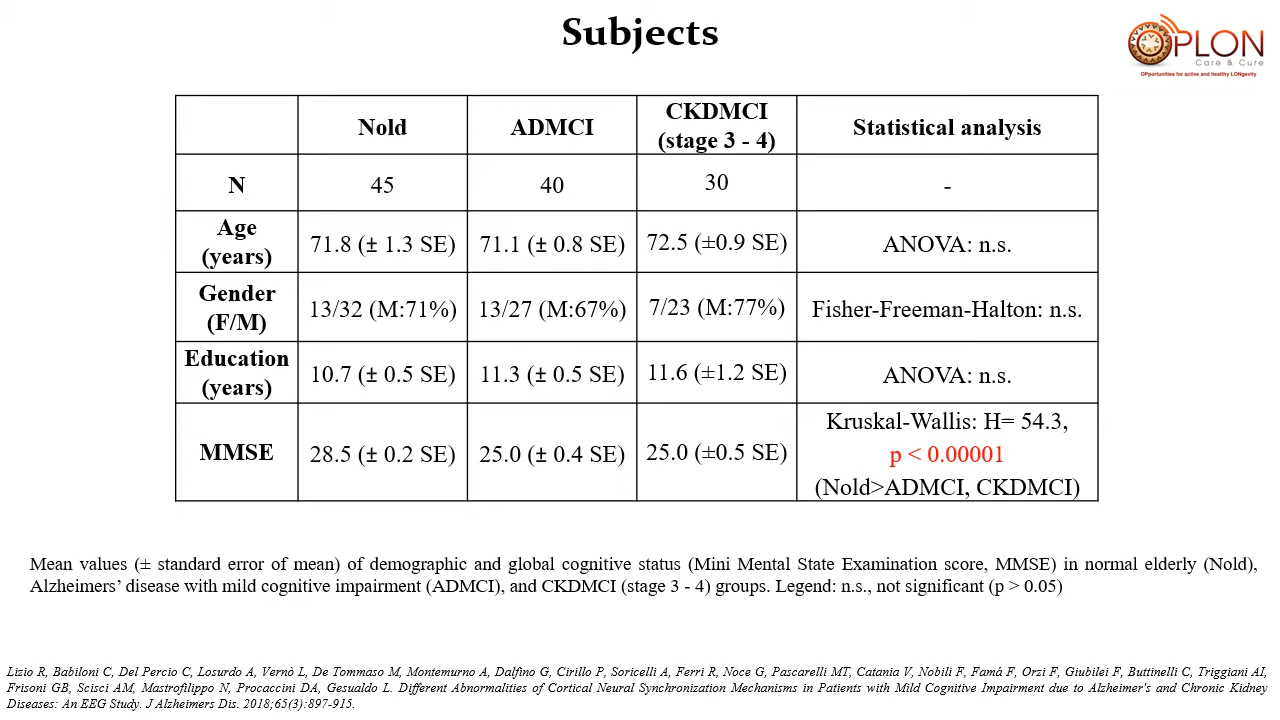 Subjects
OPLON
Care & Cure
OPportunities for active and healthy LONgevity
Nold ADMCI CKDMCI (stage 3 - 4) Statistical analysis
N 45 40 30 -
Age (years) 71.8 (± 1.3 SE) 71.1 (± 0.8 SE) 72.5 (±0.9 SE) ANOVA: n.s.
Gender (F/M) 13/32 (M:71%) 13/27 (M:67%) 7/23 (M:77%) Fisher-Freeman-Halton: n.s.
Education (years) 10.7 (± 0.5 SE) 11.3 (± 0.5 SE) 11.6 (±1.2 SE) ANOVA: n.s.
MMSE 28.5 (± 0.2 SE) 25.0 (± 0.4 SE) 25.0 (±0.5 SE) Kruskal-Wallis: H= 54.3,
p < 0.00001
(Nold>ADMCI, CKDMCI)
Mean values (± standard error of mean) of demographic and global cognitive status (Mini Mental State Examination score, MMSE) in normal elderly (Nold),
Alzheimers’ disease with mild cognitive impairment (ADMCI), and CKDMCI (stage 3 - 4) groups. Legend: n.s., not significant (p > 0.05)
Lizio R, Babiloni C, Del Percio C, Losurdo A, Vernò L, De Tommaso M, Montemurno A, Dalfino G, Cirillo P, Soricelli A, Ferri R, Noce G, Pascarelli MT, Catania V, Nobili F, Famá F, Orzi F, Giubilei F, Buttinelli C, Triggiani AI,
Frisoni GB, Scisci AM, Mastrofilippo N, Procaccini DA, Gesualdo L. Different Abnormalities of Cortical Neural Synchronization Mechanisms in Patients with Mild Cognitive Impairment due to Alzheimer's and Chronic Kidney
Diseases: An EEG Study. J Alzheimers Dis. 2018;65(3):897-915.